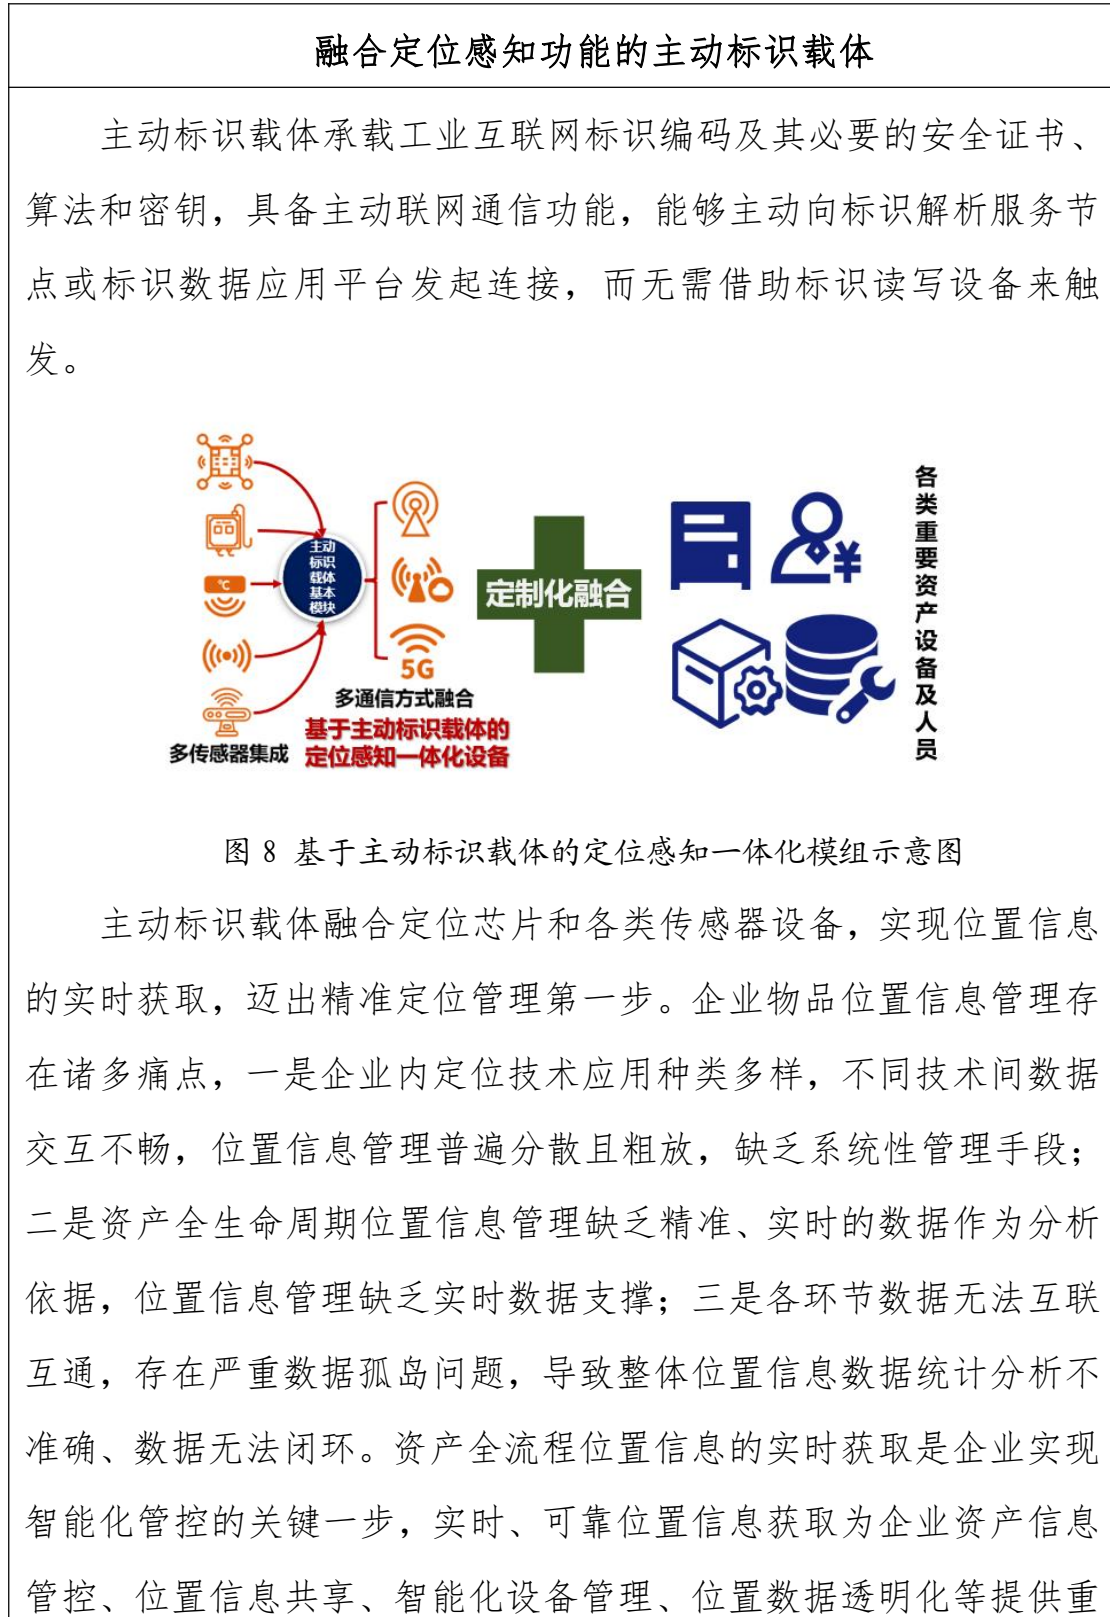 融合定位感知功能的主动标识载体
主动标识载体承载工业互联网标识编码及其必要的安全证书、
算法和密钥，具备主动联网通信功能，能够主动向标识解析服务节
点或标识数据应用平台发起连接，而无需借助标识读写设备来触
发。
℃
主动
标识
载体
基本
模块
5G
多通信方式融合
多传感器集成
基于主动标识载体的
定位感知一体化设备
定制化融合
¥
各类重要资产设备及人员
图 8 基于主动标识载体的定位感知一体化模组示意图
主动标识载体融合定位芯片和各类传感器设备，实现位置信息
的实时获取，迈出精准定位管理第一步。企业物品位置信息管理存
在诸多痛点，一是企业内定位技术应用种类多样，不同技术间数据
交互不畅，位置信息管理普遍分散且粗放，缺乏系统性管理手段；
二是资产全生命周期位置信息管理缺乏精准、实时的数据作为分析
依据，位置信息管理缺乏实时数据支撑；三是各环节数据无法互联
互通，存在严重数据孤岛问题，导致整体位置信息数据统计分析不
准确、数据无法闭环。资产全流程位置信息的实时获取是企业实现
智能化管控的关键一步，实时、可靠位置信息获取为企业资产信息
管控、位置信息共享、智能化设备管理、位置数据透明化等提供重